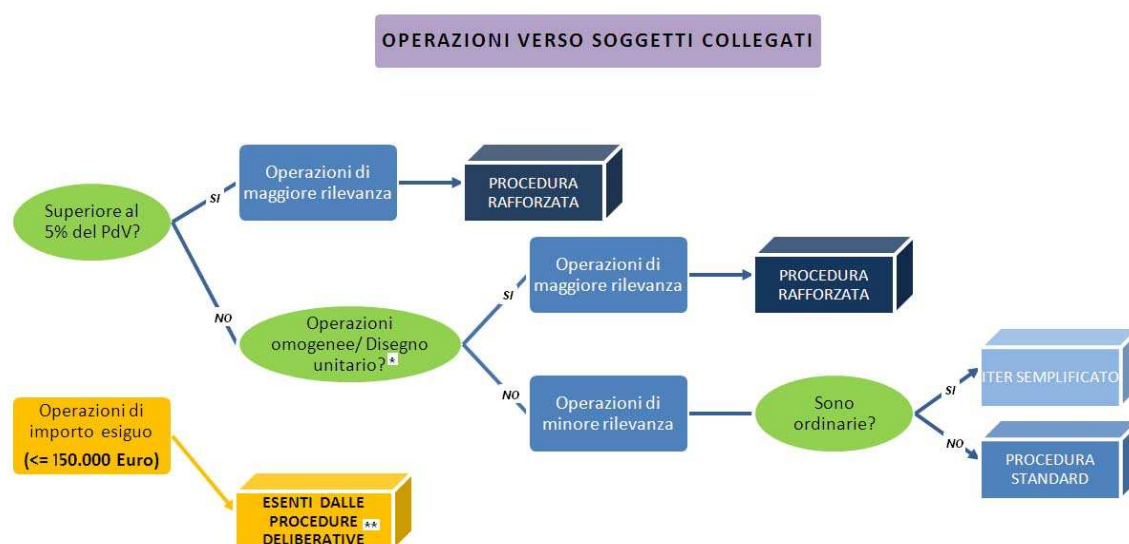 OPERAZIONI VERSO SOGGETTI COLLEGATI
Operazioni di
maggiore rilevanza
PROCEDURA
RAFFORZATA
SI
Superiore al
5% del PdV?
NO
Operazioni
omogenee/ Disegno
unitario? *
SI
Operazioni di
maggiore rilevanza
PROCEDURA
RAFFORZATA
NO
Operazioni di
minore rilevanza
Sono
ordinarie?
SI
ITER SEMPLIFICATO
NO
PROCEDURA
STANDARD
Operazioni di
importo esiguo
(<= 150.000 Euro)
ESENTI DALLE
PROCEDURE **
DELIBERATIVE